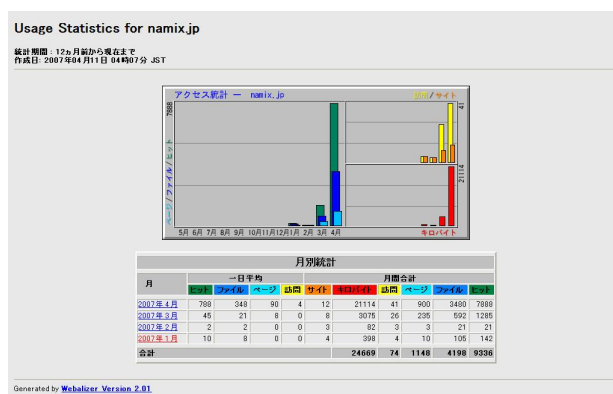 Usage Statistics for namix.jp
統計期間 : 12ヵ月前から現在まで
作成日: 2007年04月11日 04時07分 JST
アクセス統計 ー namix.jp
訪問 / サイト
7888
41
ページ / ファイル / ヒット
21114
5月 6月 7月 8月 9月 10月 11月 12月 1月 2月 3月 4月
キロバイト
月別統計
月 一日平均 月間合計
ヒット ファイル ページ 訪問 サイト キロバイト 訪問 ページ ファイル ヒット
2007年 4月 788 348 90 4 12 21114 41 900 3480 7888
2007年 3月 45 21 8 0 8 3075 26 235 592 1285
2007年 2月 2 2 0 0 3 82 3 3 21 21
2007年 1月 10 8 0 0 4 398 4 10 105 142
合計 24669 74 1148 4198 9336
Generated by Webalizer Version 2.01